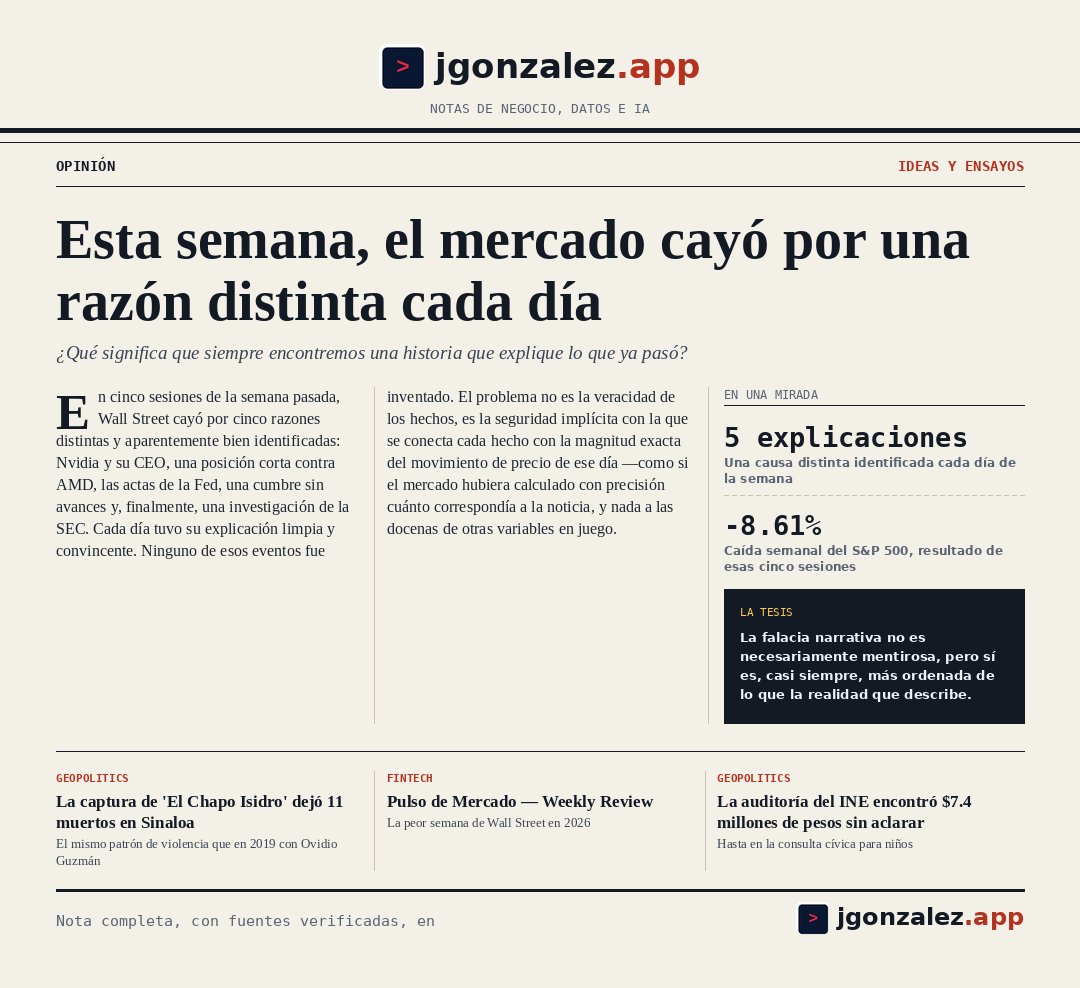 > jgonzalez.app
NOTAS DE NEGOCIO, DATOS E IA
OPINIÓN
IDEAS Y ENSAYOS
Esta semana, el mercado cayó por una
razón distinta cada día
¿Qué significa que siempre encontremos una historia que explique lo que ya pasó?
En cinco sesiones de la semana pasada,
Wall Street cayó por cinco razones
distintas y aparentemente bien identificadas:
Nvidia y su CEO, una posición corta contra
AMD, las actas de la Fed, una cumbre sin
avances y, finalmente, una investigación de la
SEC. Cada día tuvo su explicación limpia y
convincente. Ninguno de esos eventos fue
inventado. El problema no es la veracidad de
los hechos, es la seguridad implícita con la que
se conecta cada hecho con la magnitud exacta
del movimiento de precio de ese día —como si
el mercado hubiera calculado con precisión
cuánto correspondía a la noticia, y nada a las
docenas de otras variables en juego.
EN UNA MIRADA
5 explicaciones
Una causa distinta identificada cada día de
la semana
-8.61%
Caída semanal del S&P 500, resultado de
esas cinco sesiones
LA TESIS
La falacia narrativa no es
necesariamente mentirosa, pero sí
es, casi siempre, más ordenada de
lo que la realidad que describe.
GEOPOLITICS
La captura de 'El Chapo Isidro' dejó 11
muertos en Sinaloa
El mismo patrón de violencia que en 2019 con Ovidio
Guzmán
FINTECH
Pulso de Mercado — Weekly Review
La peor semana de Wall Street en 2026
GEOPOLITICS
La auditoría del INE encontró $7.4
millones de pesos sin aclarar
Hasta en la consulta cívica para niños
Nota completa, con fuentes verificadas, en
> jgonzalez.app